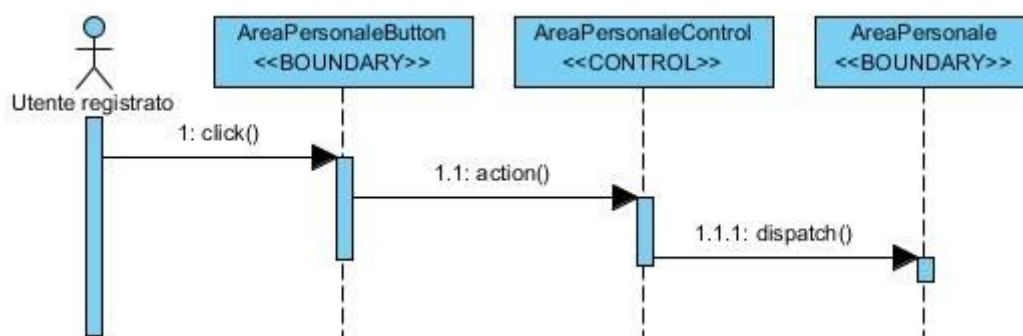 AreaPersonaleButton
<<BOUNDARY>>
AreaPersonaleControl
<<CONTROL>>
AreaPersonale
<<BOUNDARY>>
Utente registrato
1: click()
1.1: action()
1.1.1: dispatch()